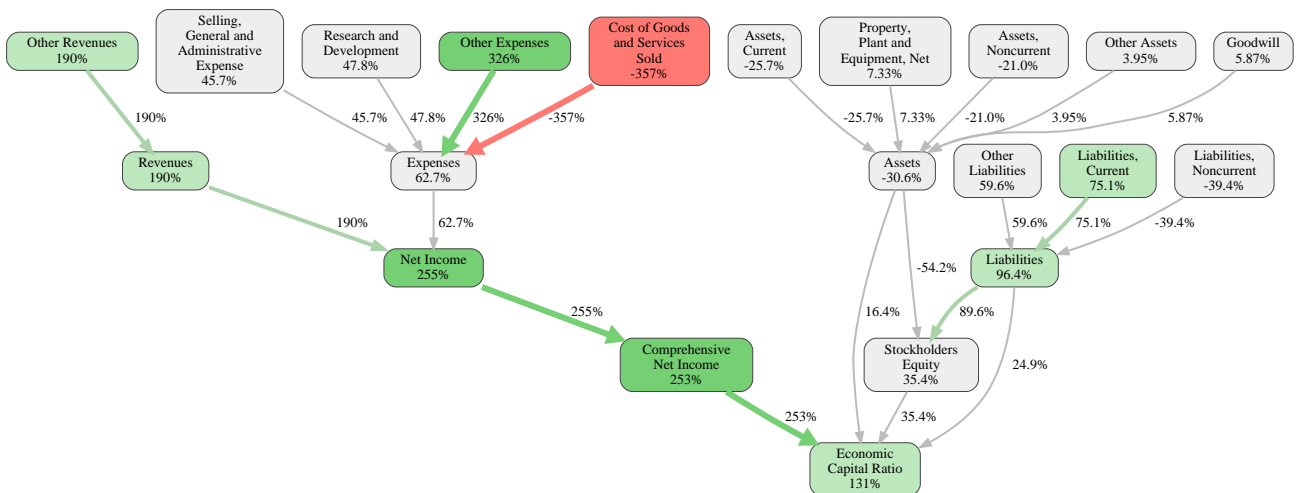 Other Revenues
190%
Selling,
General and
Administrative
Expense
45.7%
Research and
Development
47.8%
Other Expenses
326%
Cost of Goods
and Services
Sold
-357%
Assets,
Current
-25.7%
Property,
Plant and
Equipment, Net
7.33%
Assets,
Noncurrent
-21.0%
Other Assets
3.95%
Goodwill
5.87%
190%
45.7%
47.8%
326%
-357%
-25.7%
7.33%
-21.0%
3.95%
5.87%
Revenues
190%
Expenses
62.7%
Assets
-30.6%
Other
Liabilities
59.6%
Liabilities,
Current
75.1%
Liabilities,
Noncurrent
-39.4%
190%
62.7%
59.6%
75.1%
-39.4%
Net Income
255%
-54.2%
Liabilities
96.4%
255%
16.4%
89.6%
Comprehensive
Net Income
253%
Stockholders
Equity
35.4%
24.9%
253%
35.4%
Economic
Capital Ratio
131%